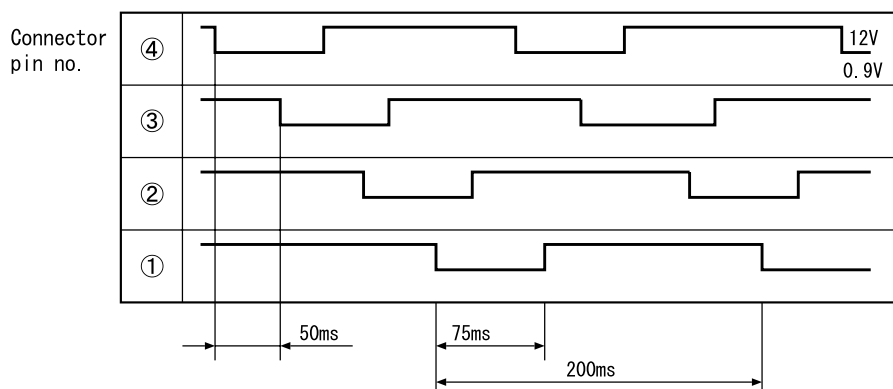 Connector
pin no.
④
12V
0.9V
③
②
①
50ms
75ms
200ms